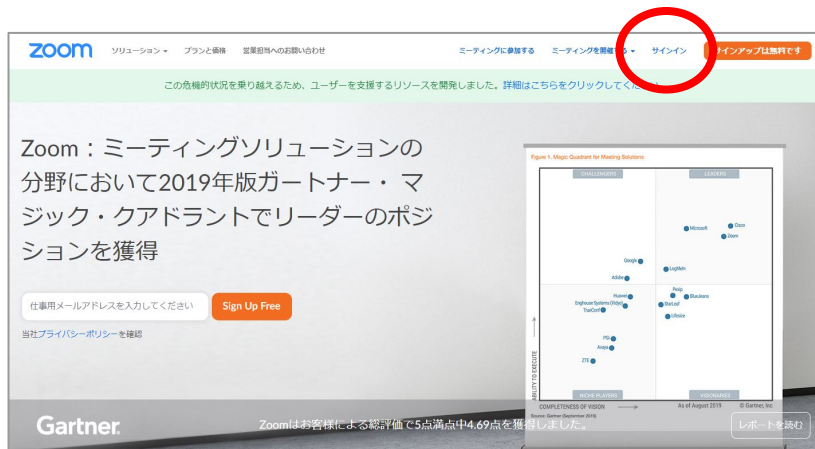 zoom ソリューション プランと価格 営業担当へのお問い合わせ ミーティングに参加する ミーティングを開催する サインイン サインアップは無料です
この危機的状況を乗り越えるため、ユーザーを支援するリソースを開発しました。詳細はこちらをクリックしてください
Zoom:ミーティングソリューションの
分野において2019年版ガートナー・ マ
ジック・クアドラントでリーダーのポジ
ションを獲得
仕事用メールアドレスを入力してください Sign Up Free
当社プライバシーポリシーを確認
Figure 1. Magic Quadrant for Meeting Solutions
CHALLENGERS LEADERS
Cisco
Microsoft
Zoom
Google
LogMeIn
Adobe
Pexip
Huawei BlueJeans
Enghouse Systems (Vidyo) StarLeaf
TrueConf
Lifesize
PGi
Avaya
ZTE
ABILITY TO EXECUTE
NICHE PLAYERS VISIONARIES
COMPLETENESS OF VISION As of August 2019 © Gartner, Inc
Source: Gartner (September 2019)
Gartner. Zoomはお客様による総評価で5点満点中4.69点を獲得しました。 レポートを読む